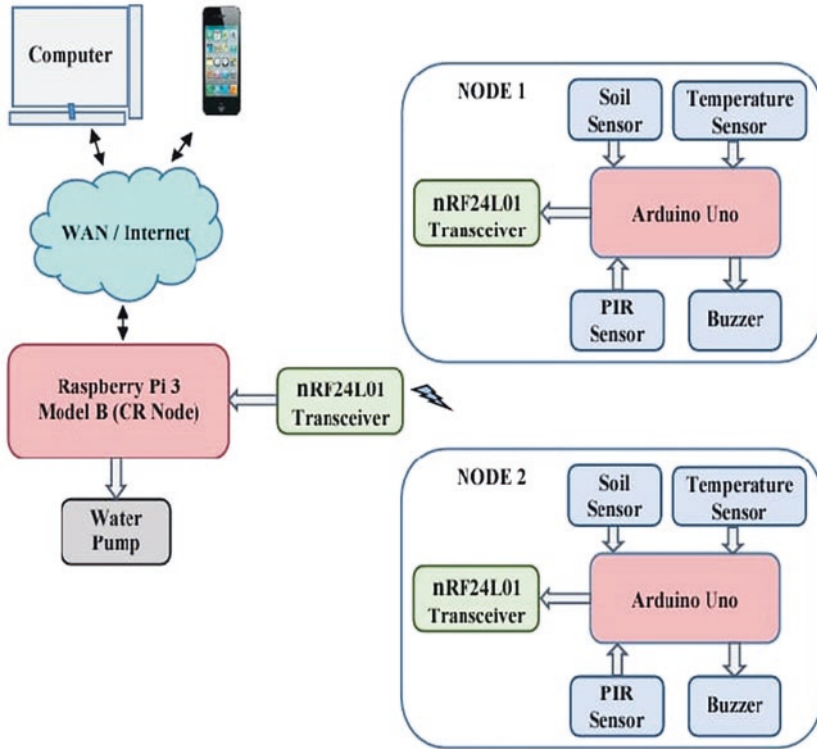 Computer
WAN / Internet
Raspberry Pi 3
Model B (CR Node)
nRF24L01
Transceiver
Water
Pump
NODE 1
Soil
Sensor
Temperature
Sensor
nRF24L01
Transceiver
Arduino Uno
PIR
Sensor
Buzzer
NODE 2
Soil
Sensor
Temperature
Sensor
nRF24L01
Transceiver
Arduino Uno
PIR
Sensor
Buzzer